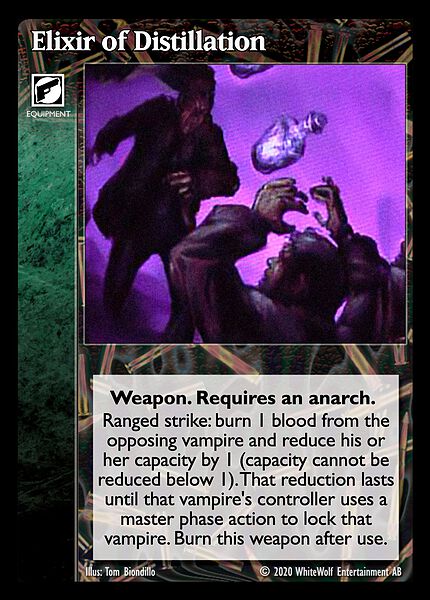 Elixir of Distillation
EQUIPMENT
Weapon. Requires an anarch.
Ranged strike: burn 1 blood from the
opposing vampire and reduce his or
her capacity by 1 (capacity cannot be
reduced below 1). That reduction lasts
until that vampire's controller uses a
master phase action to lock that
vampire. Burn this weapon after use.
Illus: Tom Biondillo
© 2020 WhiteWolf Entertainment AB